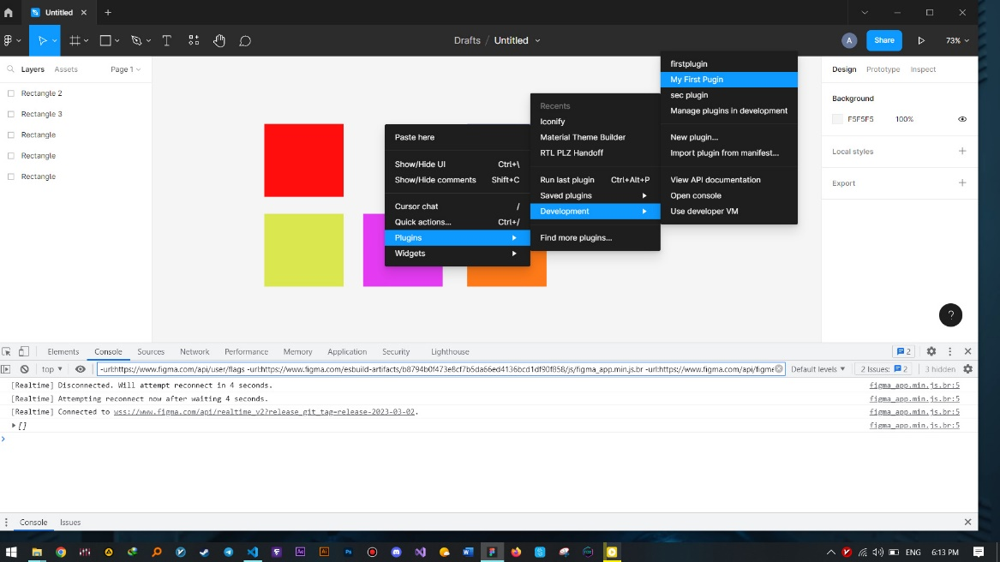 Untitled
Drafts / Untitled
A
Share
73%
Layers
Assets
Page 1
Rectangle 2
Rectangle 3
Rectangle
Rectangle
Rectangle
Paste here
Show/Hide UI Ctrl+\
Show/Hide comments Shift+C
Cursor chat /
Quick actions... Ctrl+/
Plugins
Widgets
Recents
Iconify
Material Theme Builder
RTL PLZ Handoff
Run last plugin Ctrl+Alt+P
Saved plugins
Development
Find more plugins...
firstplugin
My First Pugin
sec plugin
Manage plugins in development
New plugin...
Import plugin from manifest...
View API documentation
Open console
Use developer VM
Design Prototype Inspect
Background
F5F5F5 100%
Local styles
Export
?
Elements Console Sources Network Performance Memory Application Security Lighthouse 2
top -url:https://www.figma.com/api/user/flags -url:https://www.figma.com/esbuild-artifacts/b8794b0f473e8cf7b5da66ed4136bcd1df90f858/js/figma_app.min.js.br -url:https://www.figma.com/api/figme Default levels 2 Issues: 2 3 hidden
[Realtime] Disconnected. Will attempt reconnect in 4 seconds. figma_app.min.js.br:5
[Realtime] Attempting reconnect now after waiting 4 seconds. figma_app.min.js.br:5
[Realtime] Connected to wss://www.figma.com/api/realtime_v2?release_git_tag=release-2023-03-02. figma_app.min.js.br:5
[] figma_app.min.js.br:5
Console Issues
ENG 6:13 PM